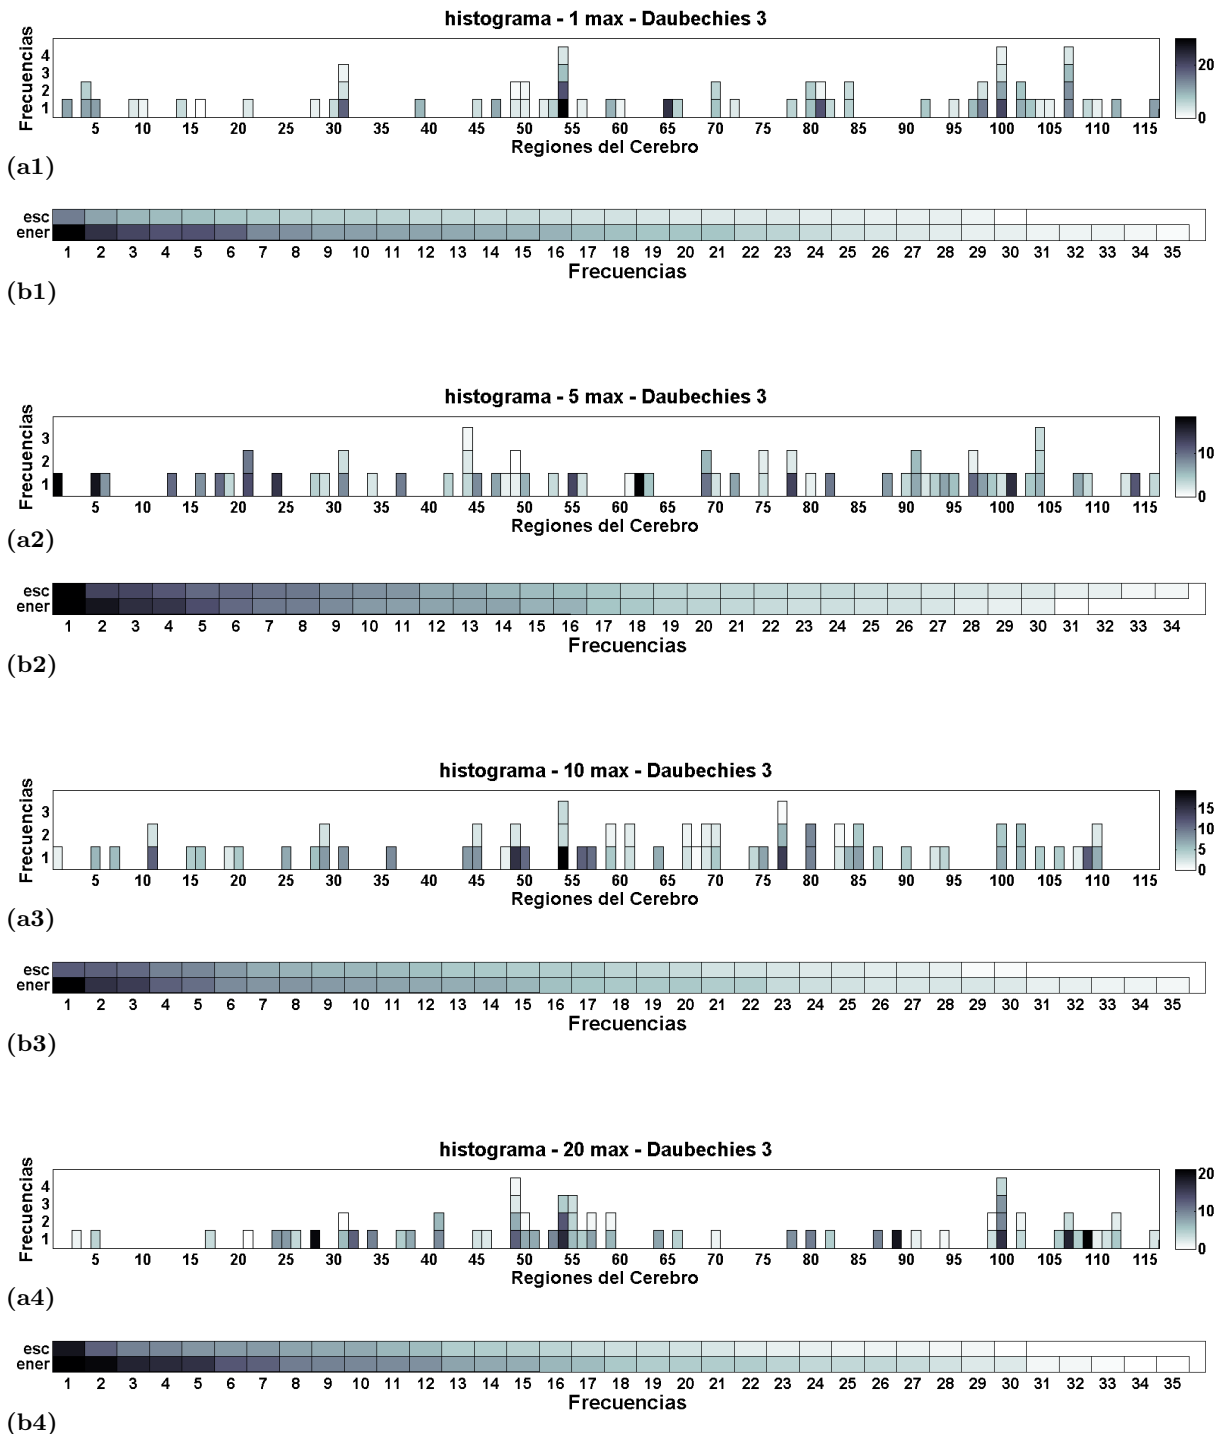 histograma - 1 max - Daubechies 3
Frecuencias
4
3
2
1
20
0
5 10 15 20 25 30 35 40 45 50 55 60 65 70 75 80 85 90 95 100 105 110 115
Regiones del Cerebro
(a1)
esc
ener
1 2 3 4 5 6 7 8 9 10 11 12 13 14 15 16 17 18 19 20 21 22 23 24 25 26 27 28 29 30 31 32 33 34 35
Frecuencias
(b1)
histograma - 5 max - Daubechies 3
Frecuencias
3
2
1
10
0
5 10 15 20 25 30 35 40 45 50 55 60 65 70 75 80 85 90 95 100 105 110 115
Regiones del Cerebro
(a2)
esc
ener
1 2 3 4 5 6 7 8 9 10 11 12 13 14 15 16 17 18 19 20 21 22 23 24 25 26 27 28 29 30 31 32 33 34
Frecuencias
(b2)
histograma - 10 max - Daubechies 3
Frecuencias
3
2
1
15
10
5
0
5 10 15 20 25 30 35 40 45 50 55 60 65 70 75 80 85 90 95 100 105 110 115
Regiones del Cerebro
(a3)
esc
ener
1 2 3 4 5 6 7 8 9 10 11 12 13 14 15 16 17 18 19 20 21 22 23 24 25 26 27 28 29 30 31 32 33 34 35
Frecuencias
(b3)
histograma - 20 max - Daubechies 3
Frecuencias
4
3
2
1
20
10
0
5 10 15 20 25 30 35 40 45 50 55 60 65 70 75 80 85 90 95 100 105 110 115
Regiones del Cerebro
(a4)
esc
ener
1 2 3 4 5 6 7 8 9 10 11 12 13 14 15 16 17 18 19 20 21 22 23 24 25 26 27 28 29 30 31 32 33 34 35
Frecuencias
(b4)